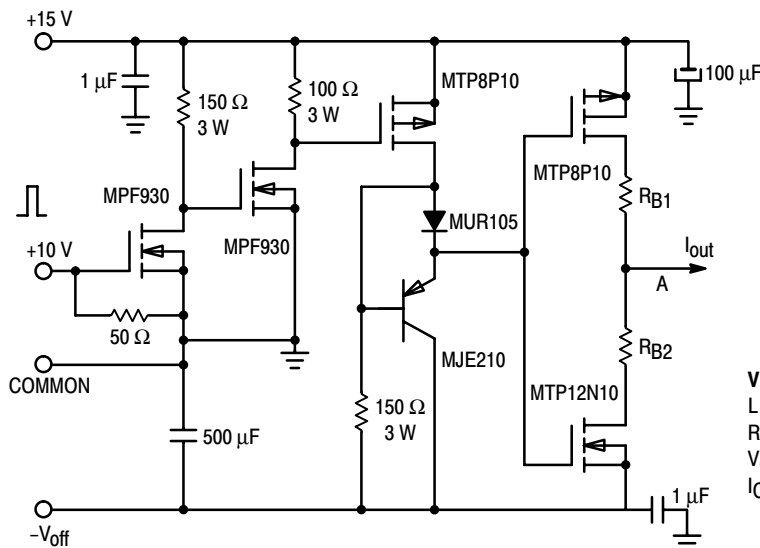 +15 V
1 μF
150 Ω
3 W
100 Ω
3 W
MTP8P10
100 μF
MPF930
MPF930
+10 V
50 Ω
COMMON
500 μF
–Voff
MUR105
MJE210
150 Ω
3 W
MTP8P10
RB1
Iout
A
RB2
MTP12N10
1 μF
V
L
R
V
IC